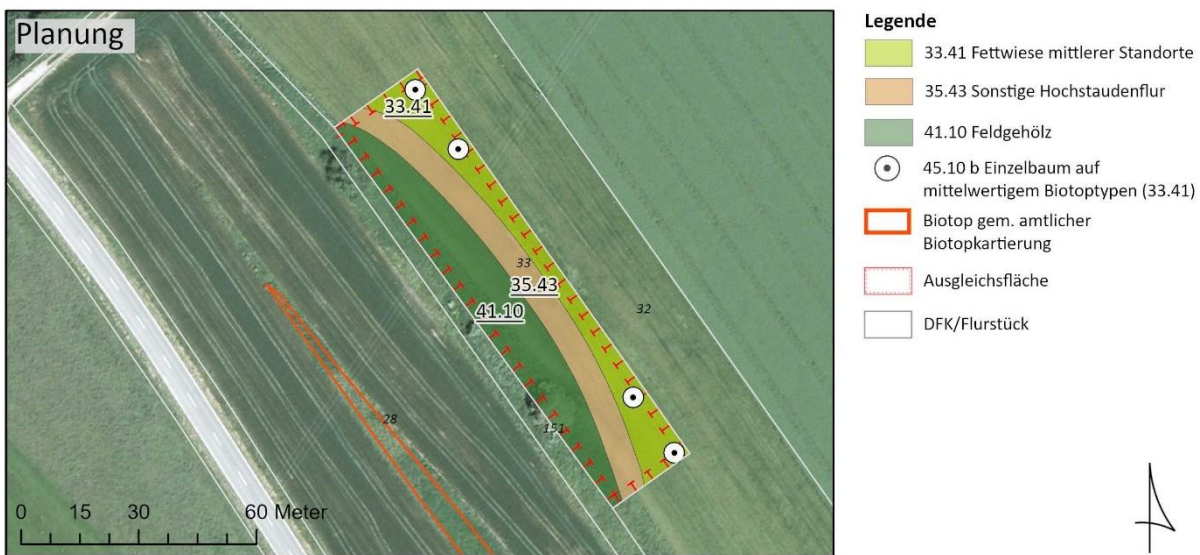 Planung
33.41
33
35.43
32
41.10
28
151
0 15 30 60 Meter
Legende
33.41 Fettwiese mittlerer Standorte
35.43 Sonstige Hochstaudenflur
41.10 Feldgehölz
45.10 b Einzelbaum auf
mittelwertigem Biotoptypen (33.41)
Biotop gem. amtlicher
Biotopkartierung
Ausgleichsfläche
DFK/Flurstück